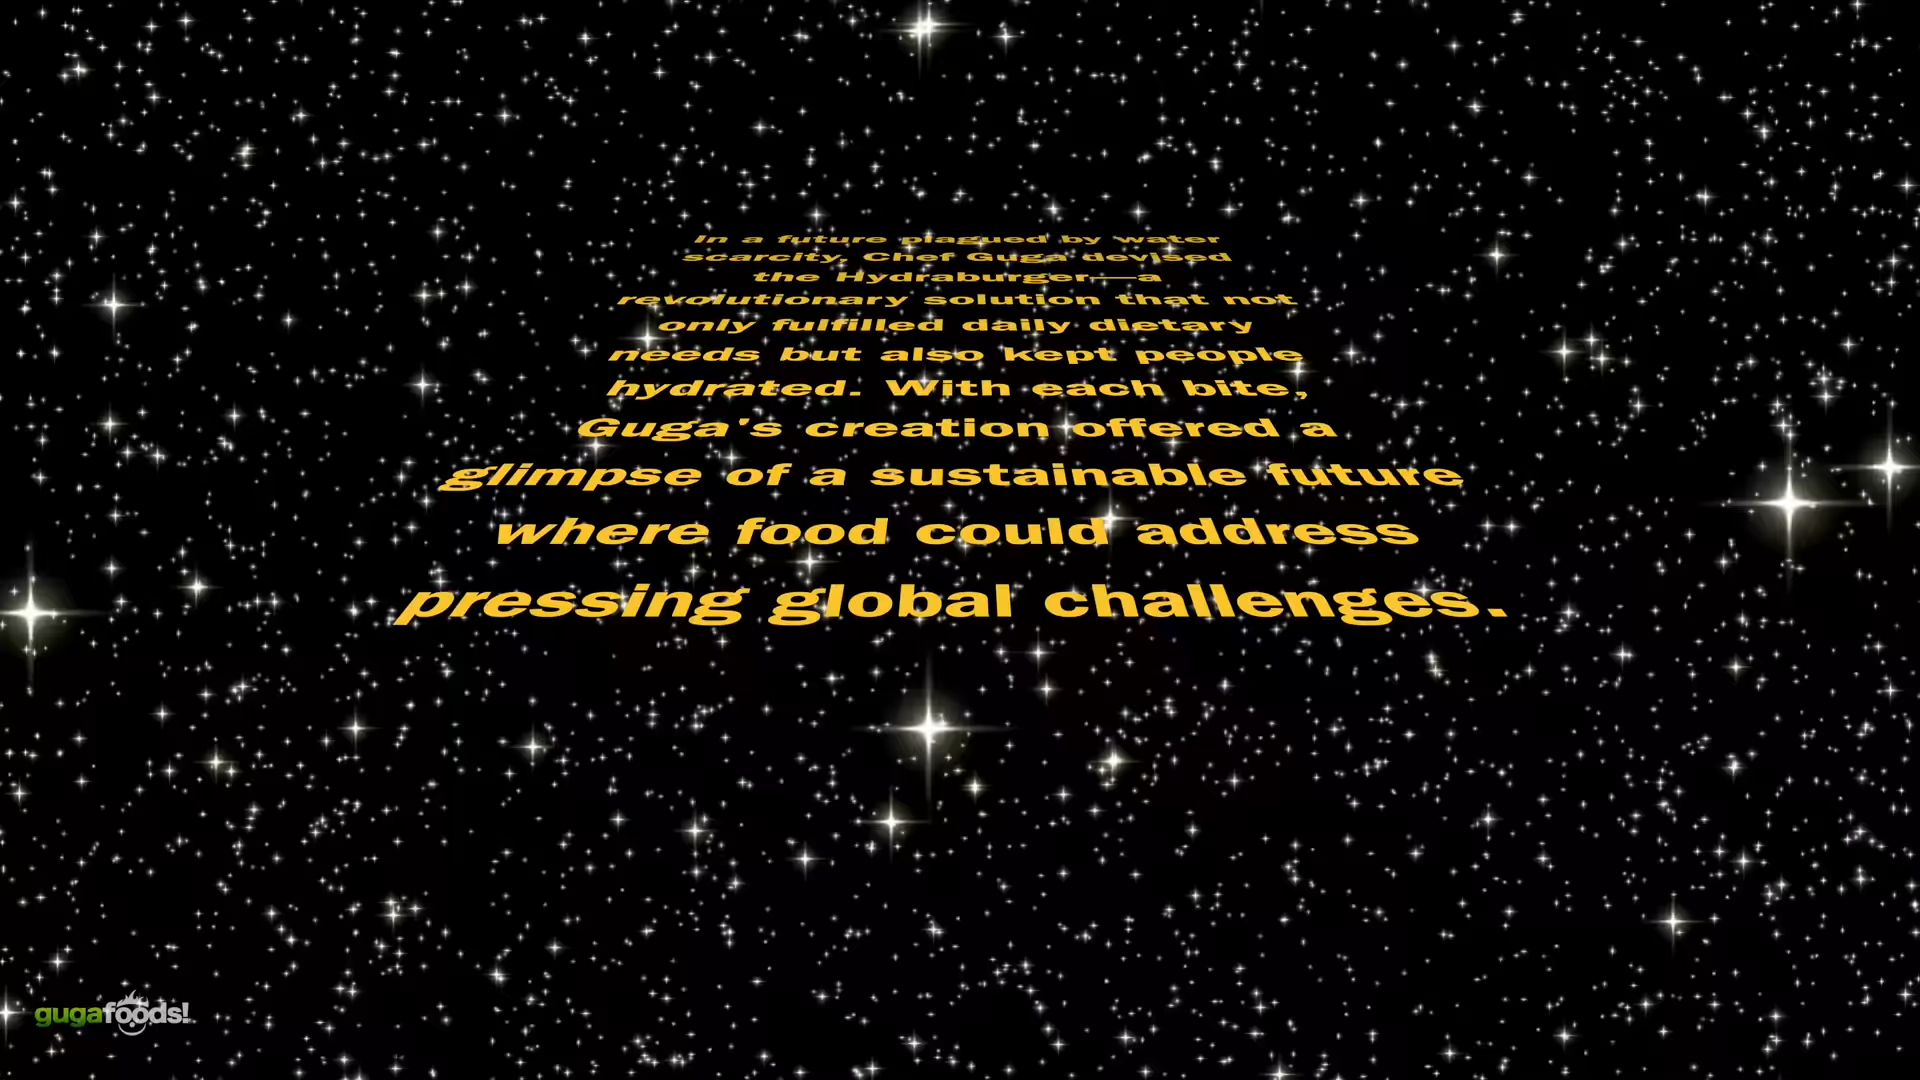 In a future plagued by water
scarcity, Chef Guga devised
the Hydraburger—a
revolutionary solution that not
only fulfilled daily dietary
needs but also kept people
hydrated. With each bite,
Guga's creation offered a
glimpse of a sustainable future
where food could address
pressing global challenges.
gugafoods!